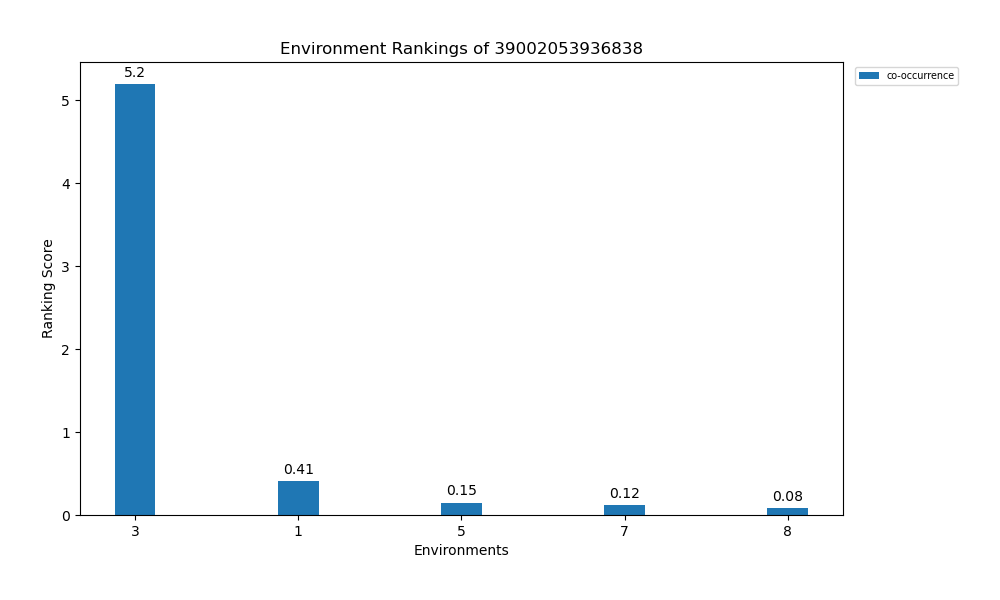 Environment Rankings of 39002053936838
co-occurrence
5.2
0.41
0.15
0.12
0.08
5
4
3
2
1
0
Ranking Score
3 1 5 7 8
Environments